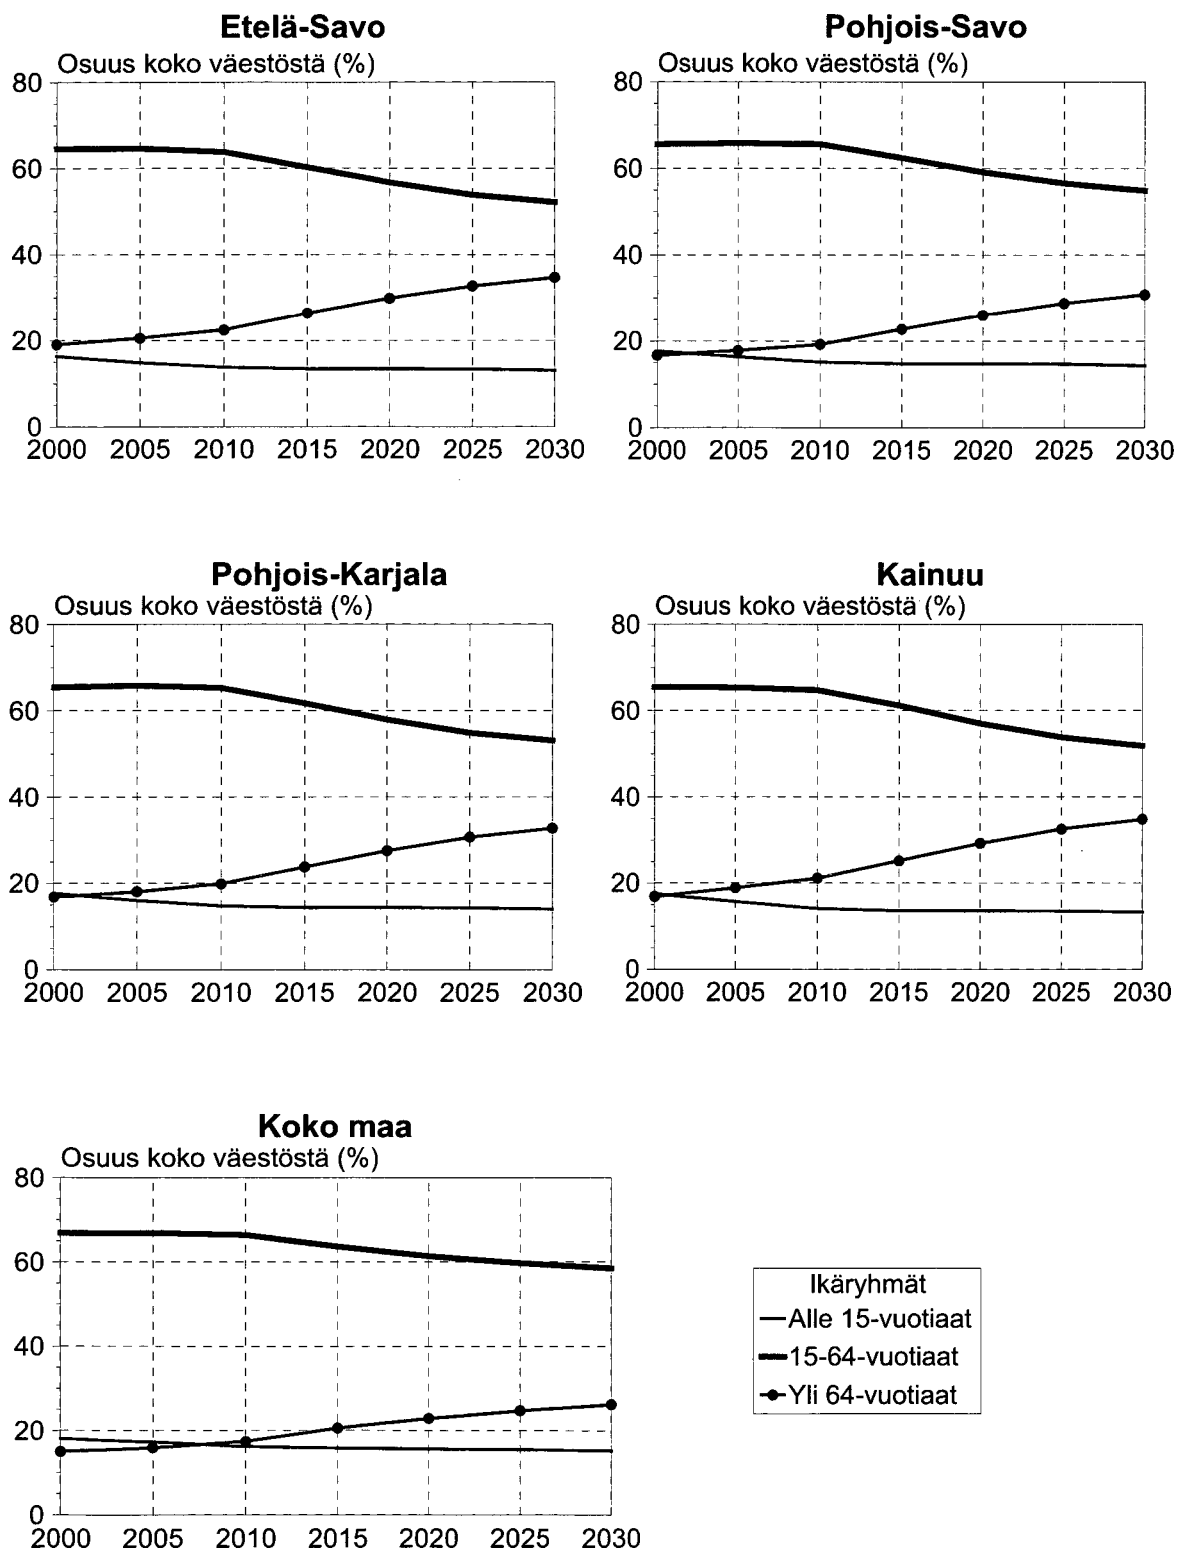 Etelä-Savo
Osuus koko väestöstä (%)
80
60
40
20
0
2000 2005 2010 2015 2020 2025 2030
Pohjois-Savo
Osuus koko väestöstä (%)
80
60
40
20
0
2000 2005 2010 2015 2020 2025 2030
Pohjois-Karjala
Osuus koko väestöstä (%)
80
60
40
20
0
2000 2005 2010 2015 2020 2025 2030
Kainuu
Osuus koko väestöstä (%)
80
60
40
20
0
2000 2005 2010 2015 2020 2025 2030
Koko maa
Osuus koko väestöstä (%)
80
60
40
20
0
2000 2005 2010 2015 2020 2025 2030
Ikäryhmät
Alle 15-vuotiaat
15-64-vuotiaat
Yli 64-vuotiaat